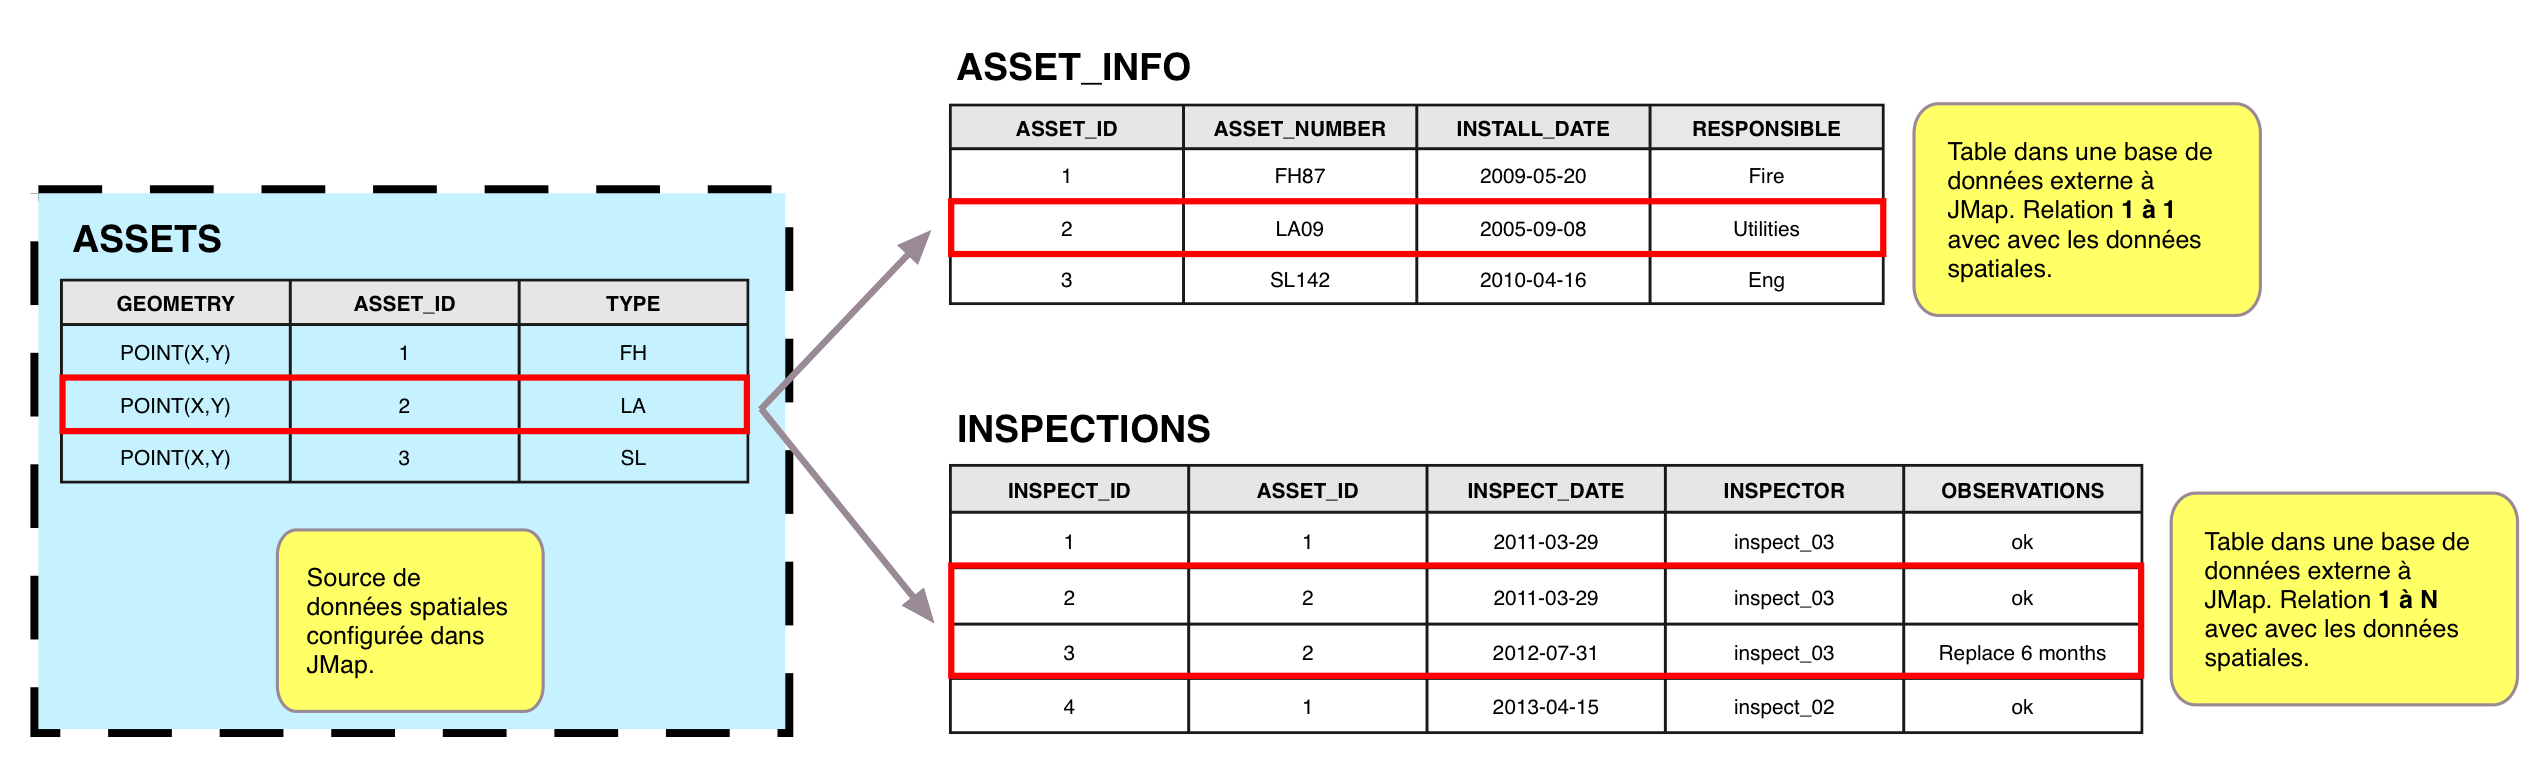 ASSETS
GEOMETRY ASSET_ID TYPE
POINT(X,Y) 1 FH
POINT(X,Y) 2 LA
POINT(X,Y) 3 SL
Source de
données spatiales
configurée dans
JMap.
ASSET_INFO
ASSET_ID ASSET_NUMBER INSTALL_DATE RESPONSIBLE
1 FH87 2009-05-20 Fire
2 LA09 2005-09-08 Utilities
3 SL142 2010-04-16 Eng
Table dans une base de
données externe à
JMap. Relation 1 à 1
avec avec les données
spatiales.
INSPECTIONS
INSPECT_ID ASSET_ID INSPECT_DATE INSPECTOR OBSERVATIONS
1 1 2011-03-29 inspect_03 ok
2 2 2011-03-29 inspect_03 ok
3 2 2012-07-31 inspect_03 Replace 6 months
4 1 2013-04-15 inspect_02 ok
Table dans une base de
données externe à
JMap. Relation 1 à N
avec avec les données
spatiales.